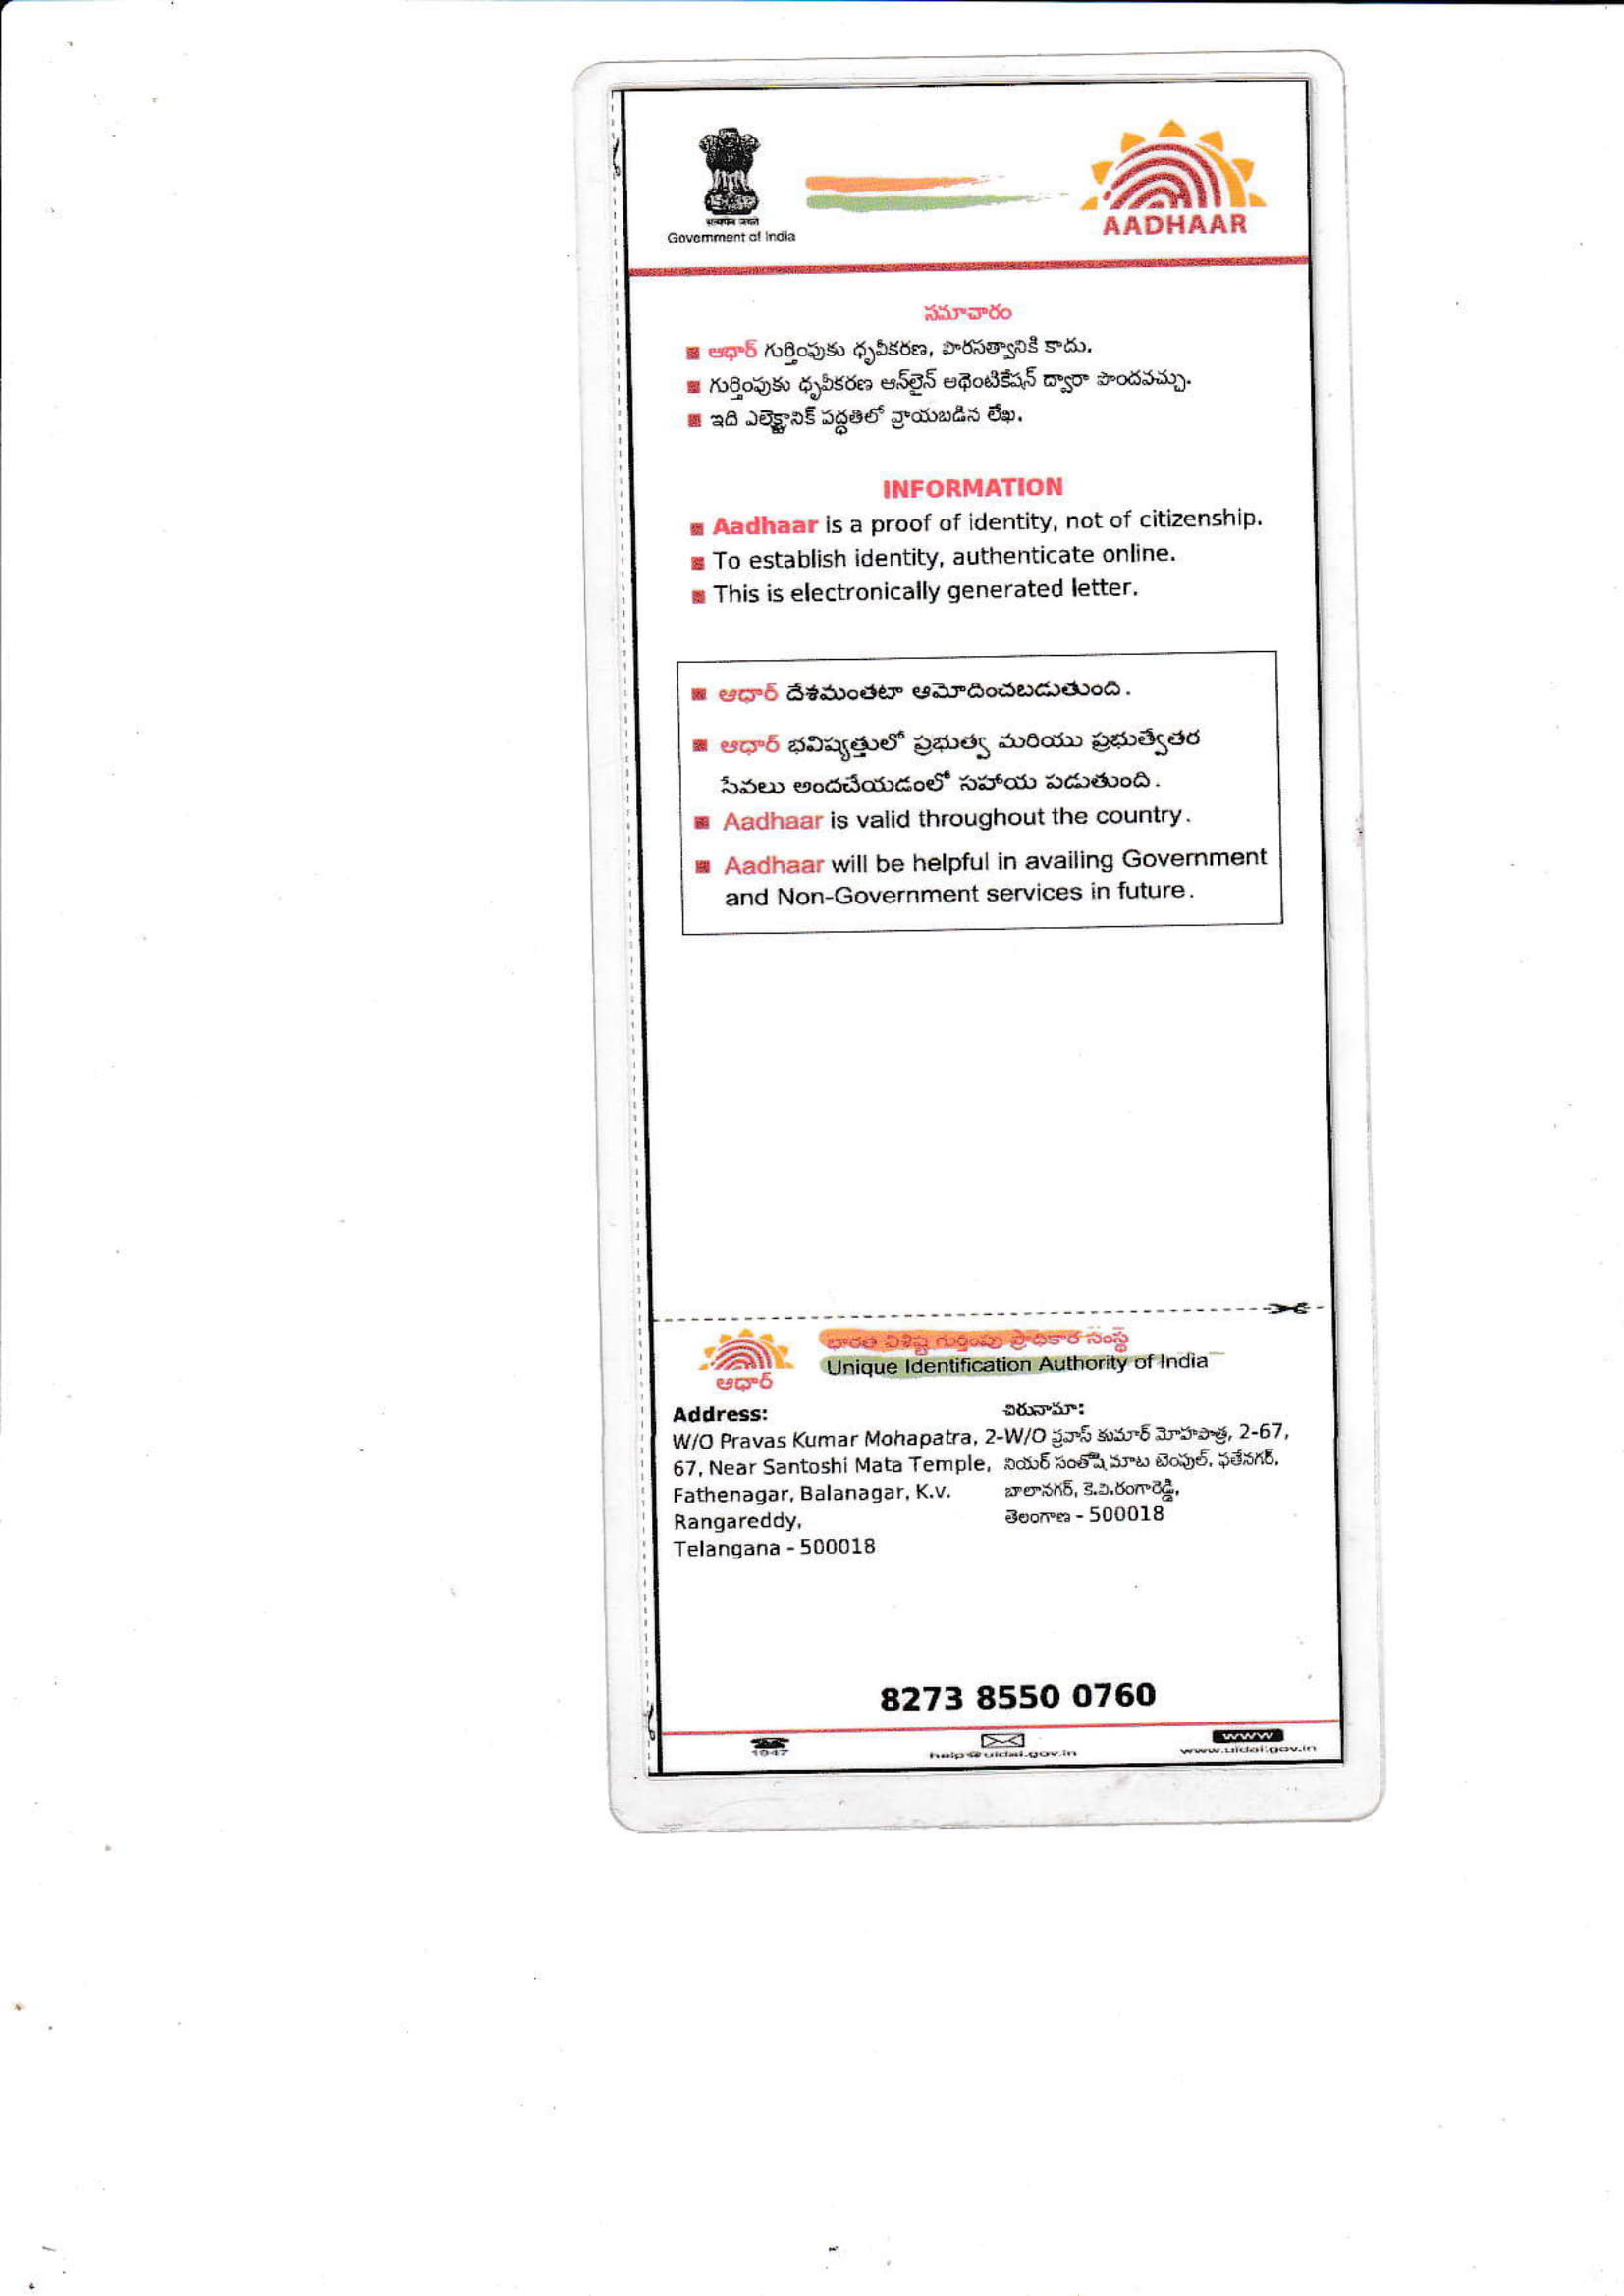 सत्यमेव जयते
Government of India
AADHAAR
సమాచారం
ఆధార్ గుర్తింపుకు ధృవీకరణ, పౌరసత్వానికి కాదు.
గుర్తింపుకు ధృవీకరణ ఆన్‌లైన్ ఆథెంటికేషన్ ద్వారా పొందవచ్చు.
ఇది ఎలక్ట్రానిక్ పద్ధతిలో వ్రాయబడిన లేఖ.
INFORMATION
Aadhaar is a proof of identity, not of citizenship.
To establish identity, authenticate online.
This is electronically generated letter.
ఆధార్ దేశమంతటా ఆమోదించబడుతుంది.
ఆధార్ భవిష్యత్తులో ప్రభుత్వ మరియు ప్రభుత్వేతర
సేవలు అందచేయడంలో సహాయ పడుతుంది.
Aadhaar is valid throughout the country.
Aadhaar will be helpful in availing Government
and Non-Government services in future.
భారత విశిష్ట గుర్తింపు ప్రాధికార సంస్థ
Unique Identification Authority of India
ఆధార్
Address:
W/O Pravas Kumar Mohapatra, 2-
67, Near Santoshi Mata Temple,
Fathenagar, Balanagar, K.v.
Rangareddy,
Telangana - 500018
చిరునామా:
W/O ప్రవాస్ కుమార్ మోహపాత్ర, 2-67,
నియర్ సంతోషి మాట టెంపుల్, ఫతేనగర్,
బాలానగర్, కె.వి.రంగారెడ్డి,
తెలంగాణ - 500018
8273 8550 0760
1947
help@uidai.gov.in
www
www.uidai.gov.in